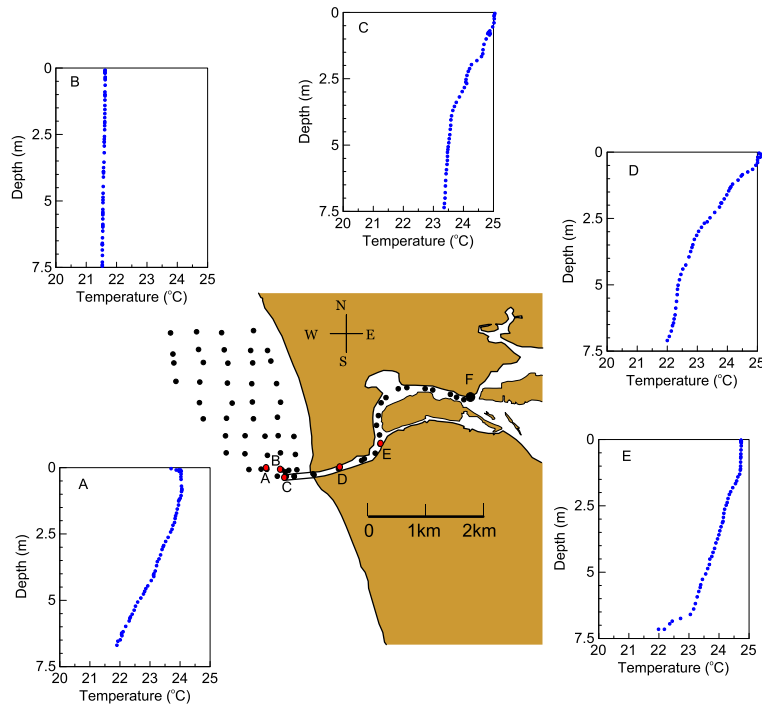 C
0
2.5
5
7.5
Depth (m)
20 21 22 23 24 25
Temperature (°C)
B
0
2.5
5
7.5
Depth (m)
20 21 22 23 24 25
Temperature (°C)
D
0
2.5
5
7.5
Depth (m)
20 21 22 23 24 25
Temperature (°C)
N
W E
S
F
B
A
C
D
E
0 1km 2km
A
0
2.5
5
7.5
Depth (m)
20 21 22 23 24 25
Temperature (°C)
E
0
2.5
5
7.5
Depth (m)
20 21 22 23 24 25
Temperature (°C)